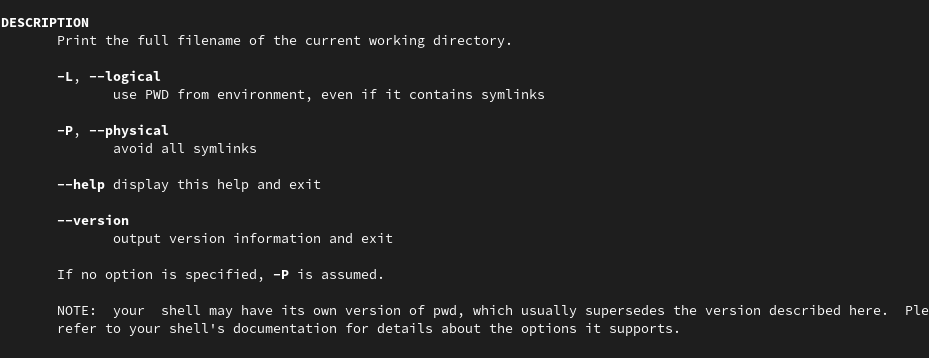 DESCRIPTION
Print the full filename of the current working directory.
-L, --logical
use PWD from environment, even if it contains symlinks
-P, --physical
avoid all symlinks
--help display this help and exit
--version
output version information and exit
If no option is specified, -P is assumed.
NOTE:  your  shell may have its own version of pwd, which usually supersedes the version described here.  Ple
refer to your shell's documentation for details about the options it supports.